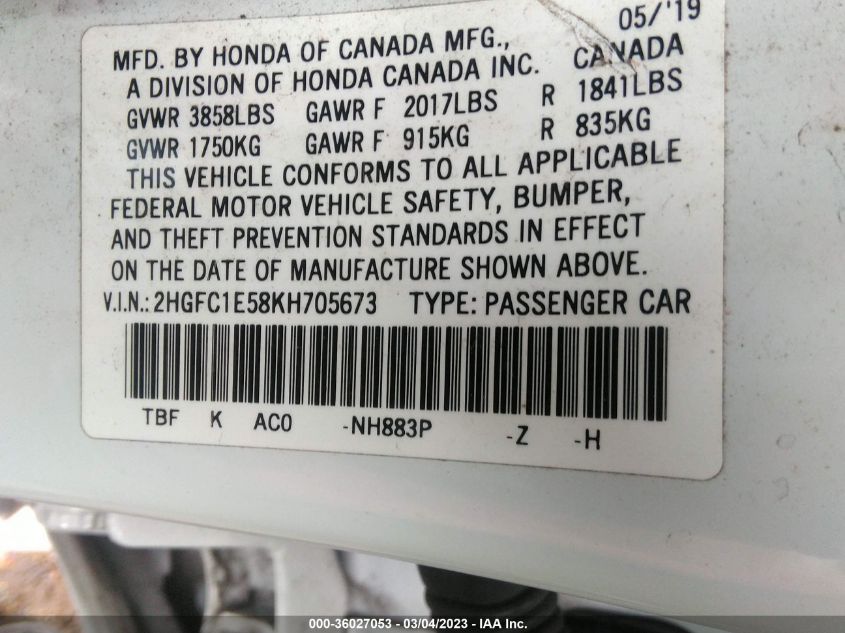 05/'19
MFD. BY HONDA OF CANADA MFG.,
A DIVISION OF HONDA CANADA INC. CANADA
GVWR 3858LBS GAWR F 2017LBS R 1841LBS
GVWR 1750KG GAWR F 915KG R 835KG
THIS VEHICLE CONFORMS TO ALL APPLICABLE
FEDERAL MOTOR VEHICLE SAFETY, BUMPER,
AND THEFT PREVENTION STANDARDS IN EFFECT
ON THE DATE OF MANUFACTURE SHOWN ABOVE.
V.I.N.: 2HGFC1E58KH705673 TYPE: PASSENGER CAR
TBF K AC0 -NH883P -Z -H
000-36027053 - 03/04/2023 - IAA Inc.